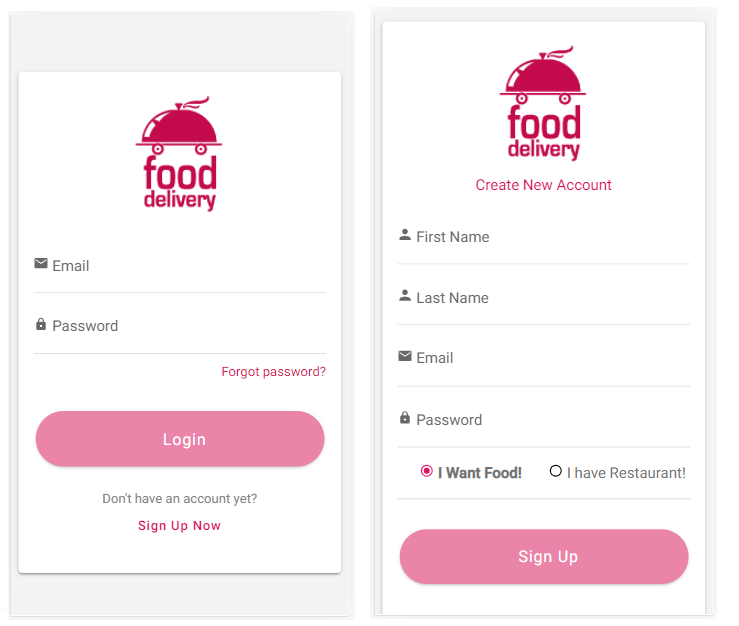 food
delivery
Email
Password
Forgot password?
Login
Don't have an account yet?
Sign Up Now
food
delivery
Create New Account
First Name
Last Name
Email
Password
I Want Food! I have Restaurant!
Sign Up